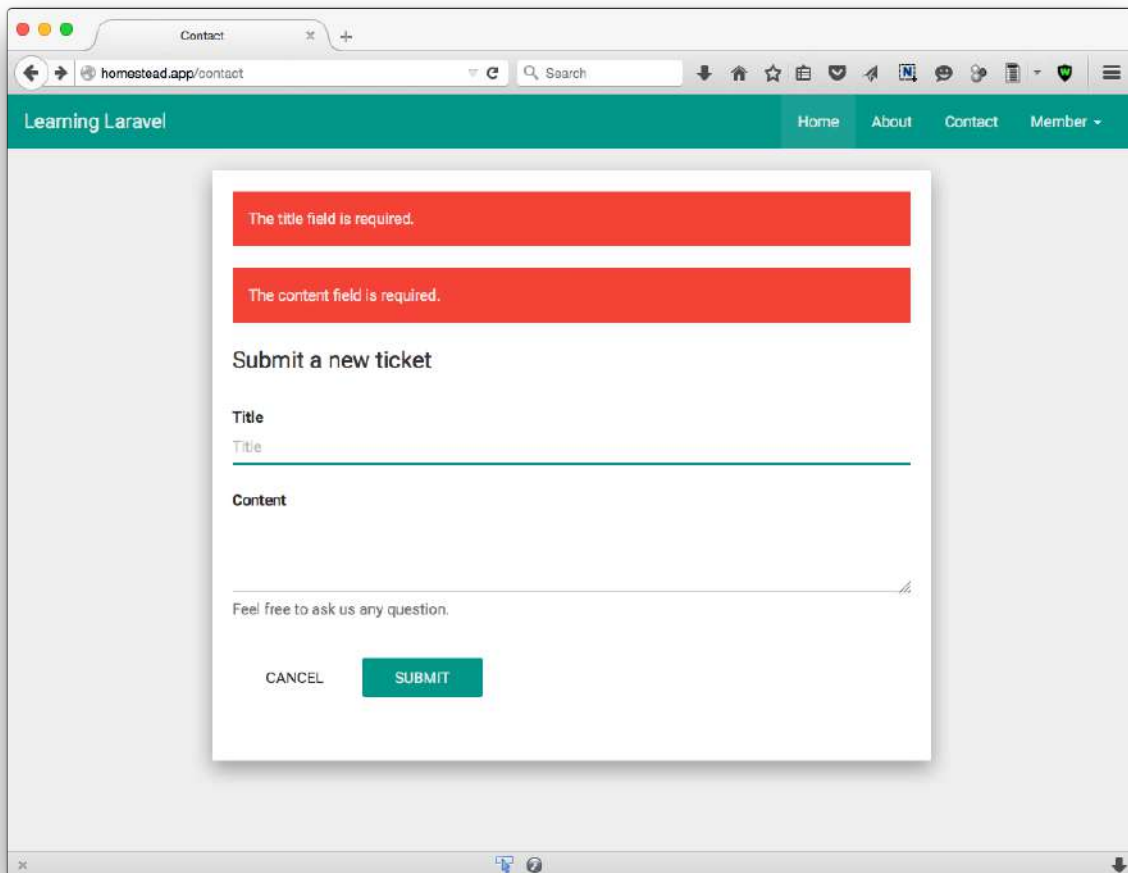 Contact
homestead.app/contact
Search
Learning Laravel
Home About Contact Member
The title field is required.
The content field is required.
Submit a new ticket
Title
Title
Content
Feel free to ask us any question.
CANCEL SUBMIT